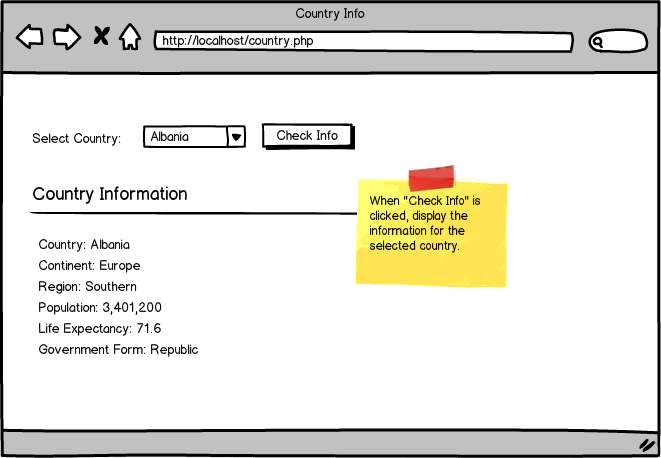 Country Info
http://localhost/country.php
Select Country:
Albania
Check Info
Country Information
When "Check Info" is
clicked, display the
information for the
selected country.
Country: Albania
Continent: Europe
Region: Southern
Population: 3,401,200
Life Expectancy: 71.6
Government Form: Republic